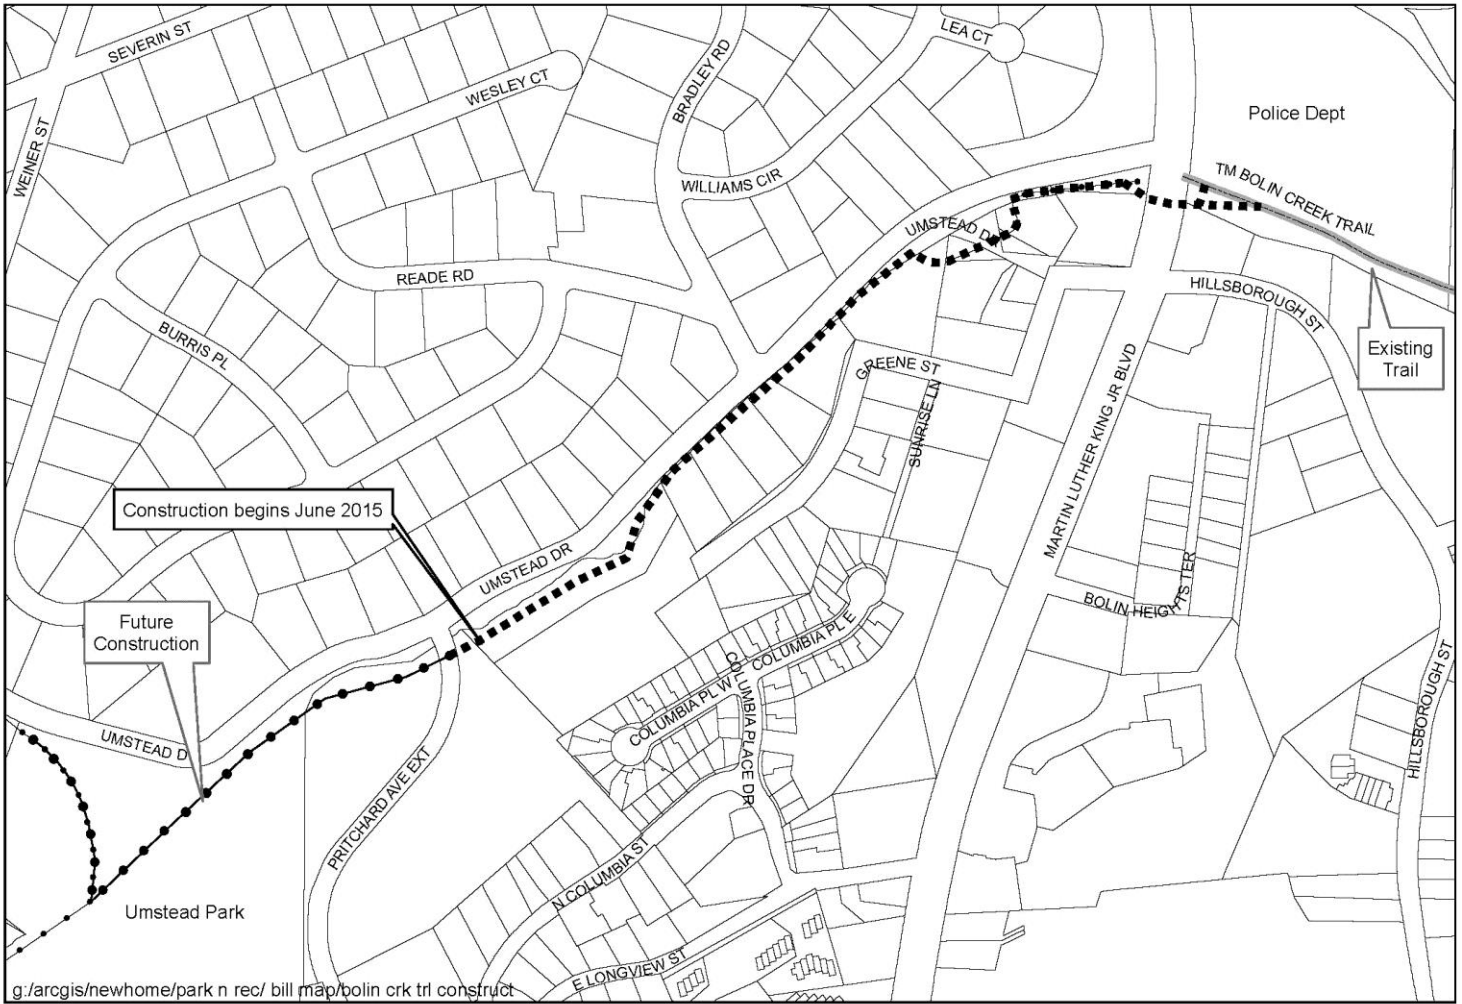 SEVERIN ST
LEA CT
BRADLEY RD
WESLEY CT
Police Dept
WEINER ST
WILLIAMS CIR
TM BOLIN CREEK TRAIL
UMSTEAD D
READE RD
HILLSBOROUGH ST
BURRIS PL
Existing
Trail
GREENE ST
SUNRISE LN
MARTIN LUTHER KING JR BLVD
Construction begins June 2015
UMSTEAD DR
BOLIN HEIGHTS TER
Future
Construction
COLUMBIA PL E
COLUMBIA PL W
COLUMBIA PLACE DR
HILLSBOROUGH ST
UMSTEAD D
PRITCHARD AVE EXT
N COLUMBIA ST
Umstead Park
E LONGVIEW ST
g:/arcgis/newhome/park n rec/ bill map/bolin crk trl construct